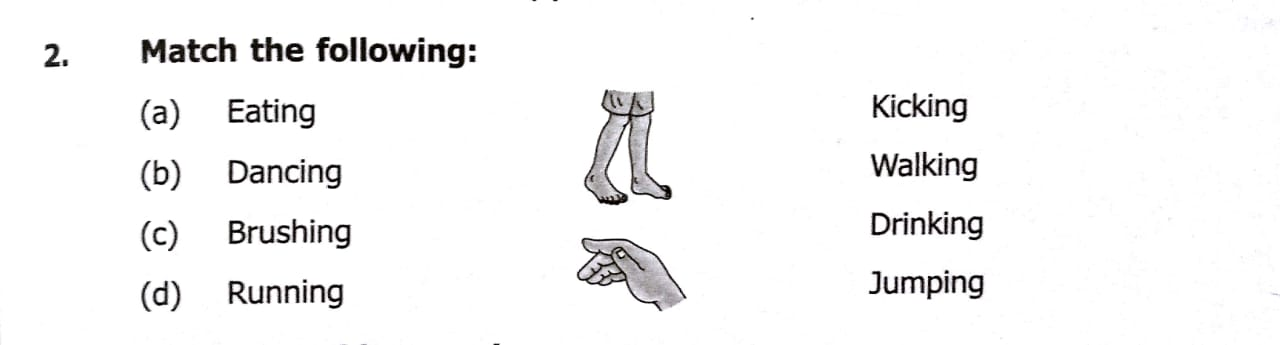 2. Match the following:
(a) Eating Kicking
(b) Dancing Walking
(c) Brushing Drinking
(d) Running Jumping